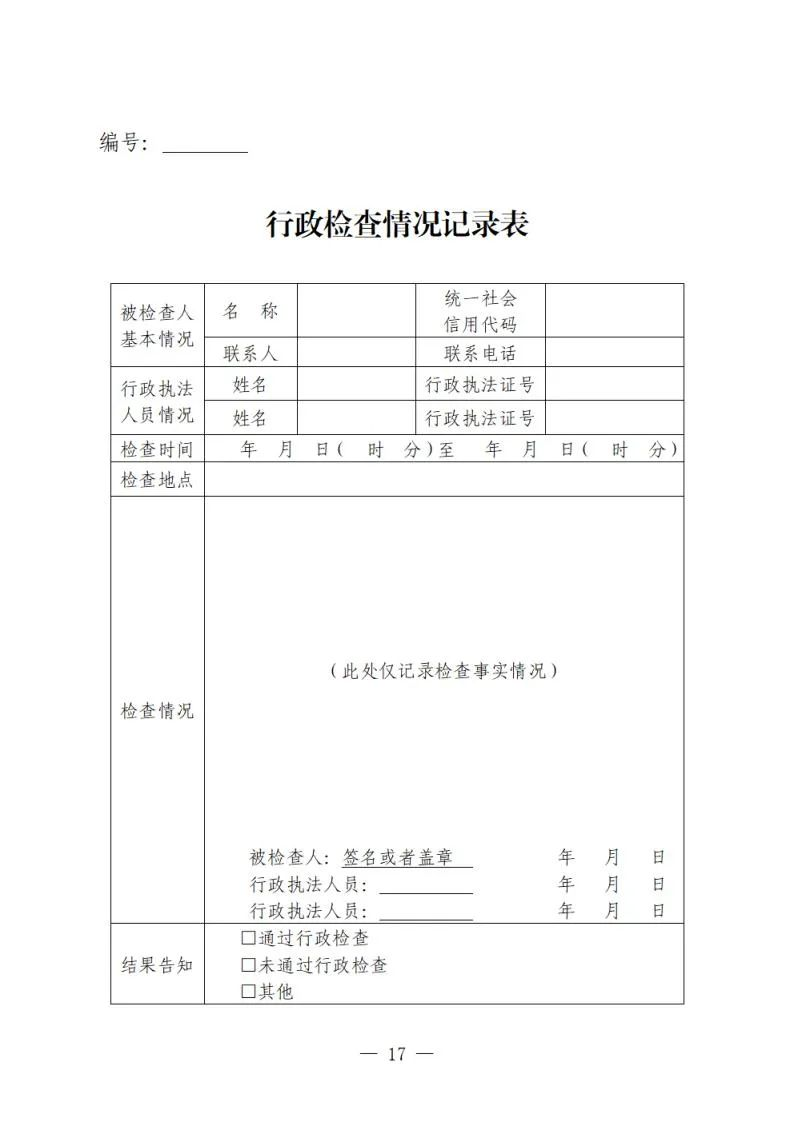 编号：________
行政检查情况记录表
被检查人
基本情况
名 称
统一社会
信用代码
联系人
联系电话
行政执法
人员情况
姓名
行政执法证号
姓名
行政执法证号
检查时间
年 月 日( 时 分)至 年 月 日( 时 分)
检查地点
检查情况
（此处仅记录检查事实情况）
被检查人：签名或者盖章 年 月 日
行政执法人员：________ 年 月 日
行政执法人员：________ 年 月 日
结果告知
□通过行政检查
□未通过行政检查
□其他
— 17 —